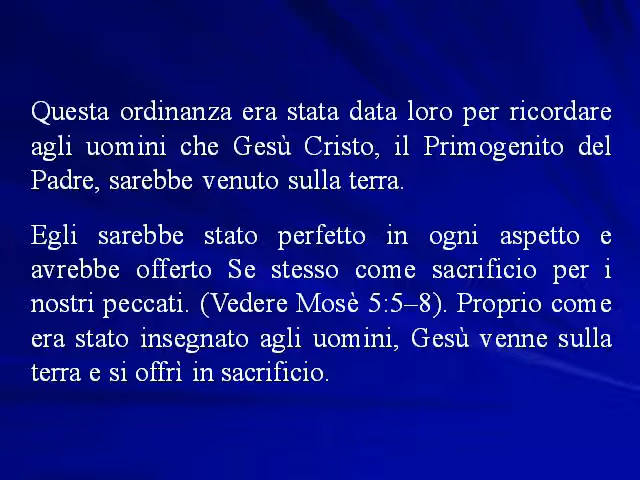 Questa ordinanza era stata data loro per ricordare
agli uomini che Gesù Cristo, il Primogenito del
Padre, sarebbe venuto sulla terra.
Egli sarebbe stato perfetto in ogni aspetto e
avrebbe offerto Se stesso come sacrificio per i
nostri peccati. (Vedere Mosè 5:5–8). Proprio come
era stato insegnato agli uomini, Gesù venne sulla
terra e si offrì in sacrificio.